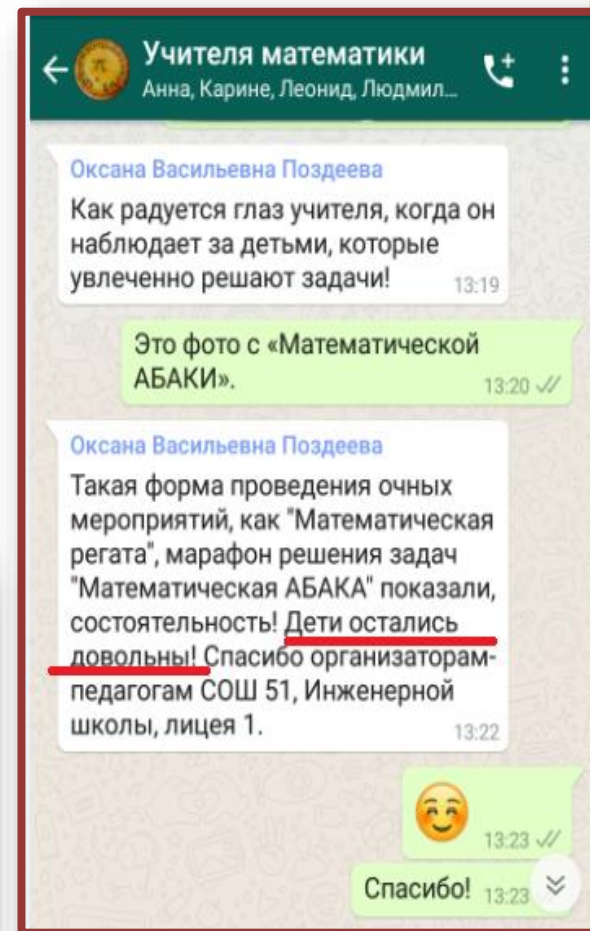 Учителя математики
Анна, Карине, Леонид, Людмил...
Оксана Васильевна Поздеева
Как радуется глаз учителя, когда он
наблюдает за детьми, которые
увлеченно решают задачи!
13:19
Это фото с «Математической
АБАКИ».
13:20
Оксана Васильевна Поздеева
Такая форма проведения очных
мероприятий, как "Математическая
регата", марафон решения задач
"Математическая АБАКА" показали,
состоятельность! Дети остались
довольны! Спасибо организаторам-
педагогам СОШ 51, Инженерной
школы, лицея 1.
13:22
13:23
Спасибо! 13:23